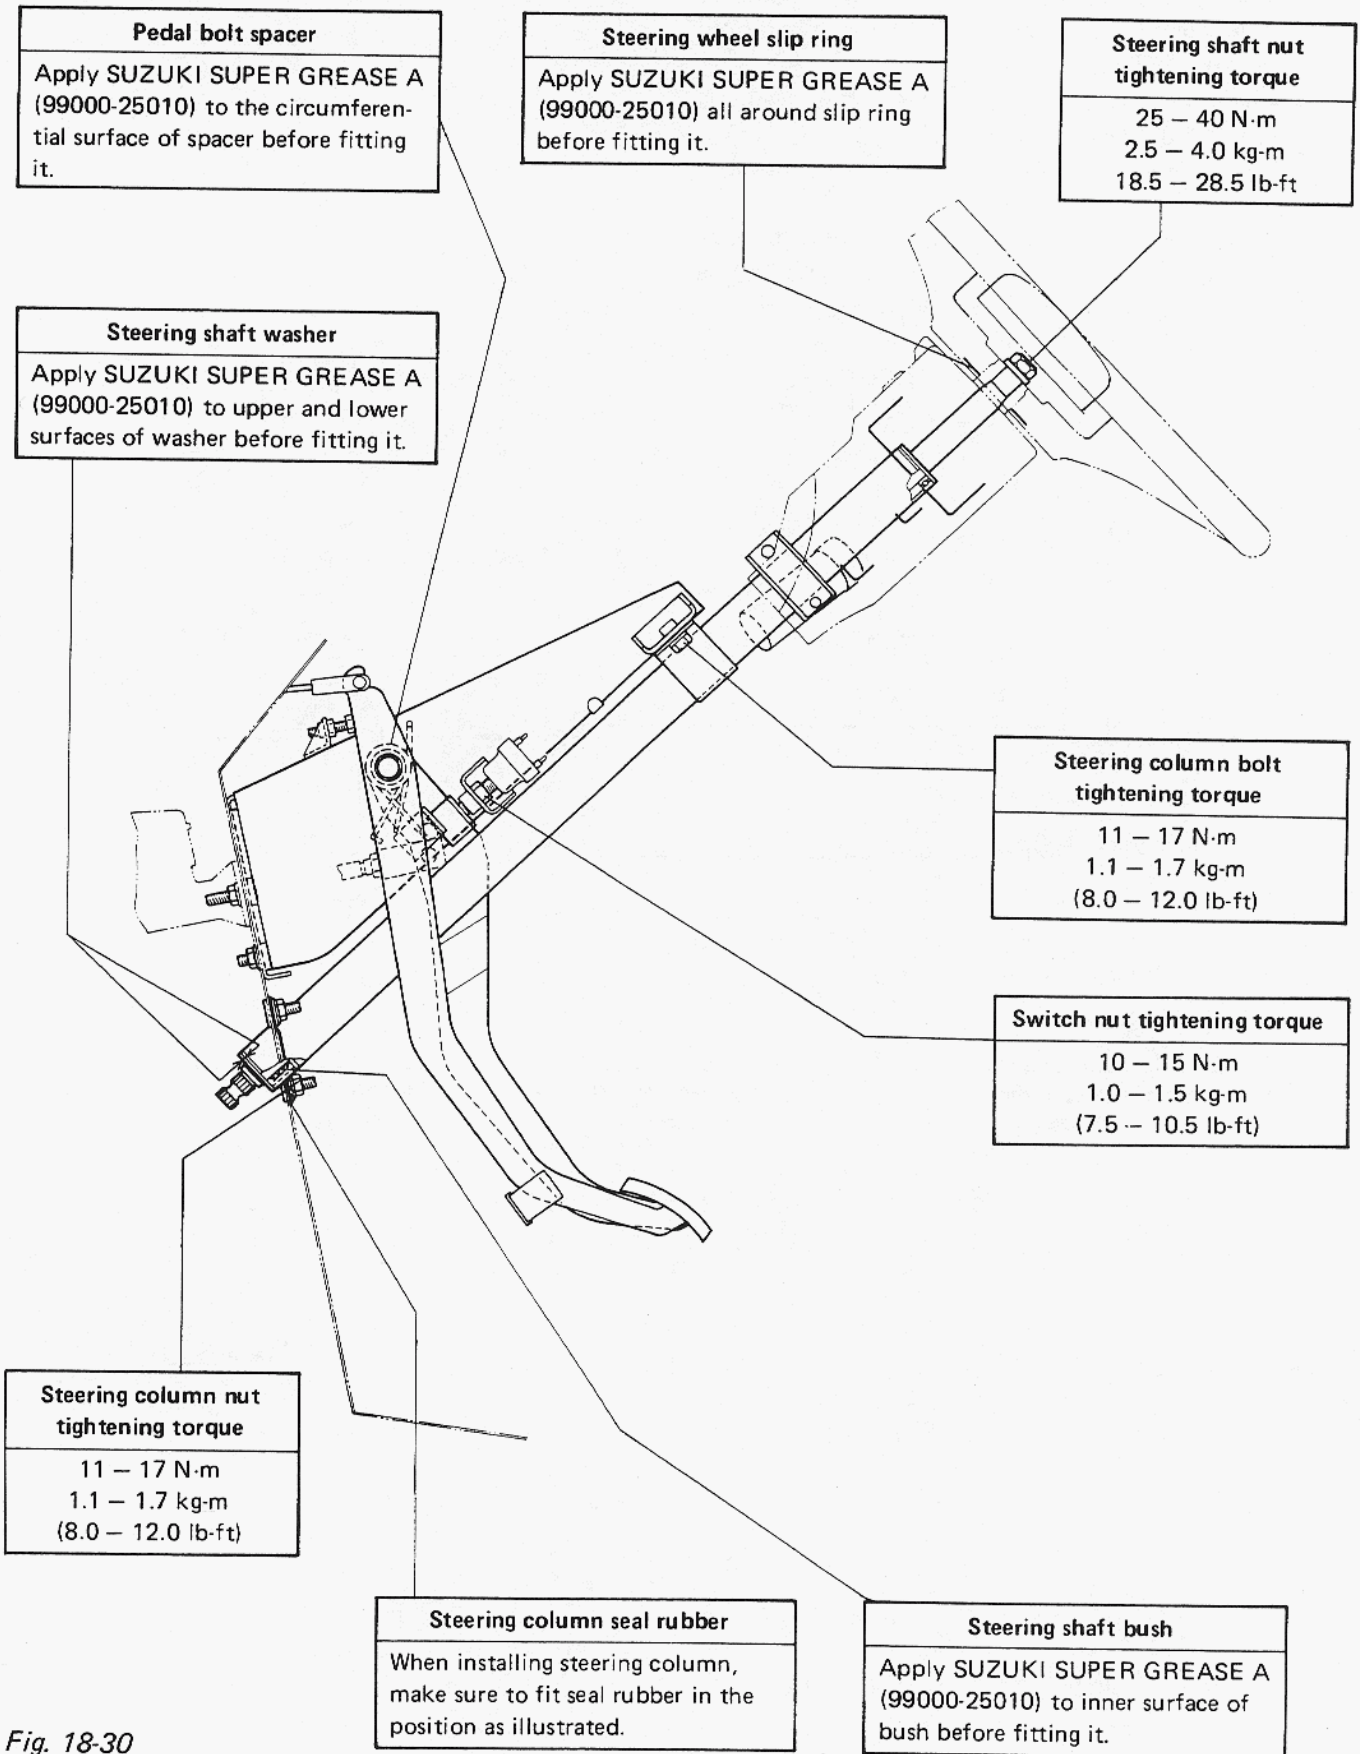 Pedal bolt spacer
Apply SUZUKI SUPER GREASE A
(99000-25010) to the circumferen-
tial surface of spacer before fitting
it.
Steering wheel slip ring
Apply SUZUKI SUPER GREASE A
(99000-25010) all around slip ring
before fitting it.
Steering shaft nut
tightening torque
25 – 40 N·m
2.5 – 4.0 kg-m
18.5 – 28.5 lb-ft
Steering shaft washer
Apply SUZUKI SUPER GREASE A
(99000-25010) to upper and lower
surfaces of washer before fitting it.
Steering column bolt
tightening torque
11 – 17 N·m
1.1 – 1.7 kg-m
(8.0 – 12.0 lb-ft)
Switch nut tightening torque
10 – 15 N·m
1.0 – 1.5 kg-m
(7.5 – 10.5 lb-ft)
Steering column nut
tightening torque
11 – 17 N·m
1.1 – 1.7 kg-m
(8.0 – 12.0 lb-ft)
Steering column seal rubber
When installing steering column,
make sure to fit seal rubber in the
position as illustrated.
Steering shaft bush
Apply SUZUKI SUPER GREASE A
(99000-25010) to inner surface of
bush before fitting it.
Fig. 18-30